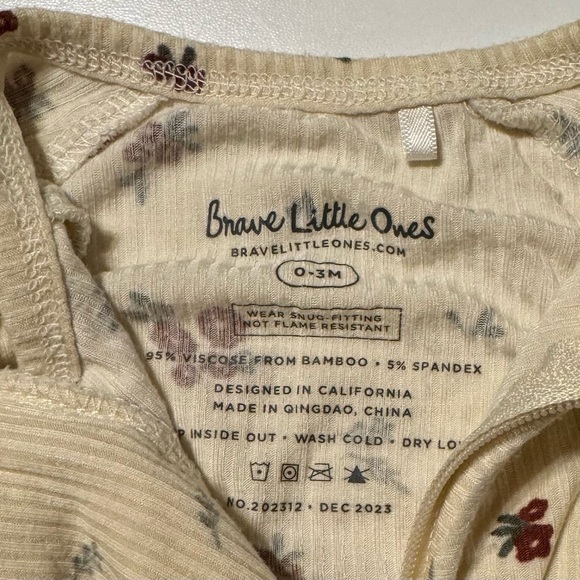 Brave Little Ones
BRAVELITTLEONES.COM
0-3M
WEAR SNUG-FITTING
NOT FLAME RESISTANT
95% VISCOSE FROM BAMBOO • 5% SPANDEX
DESIGNED IN CALIFORNIA
MADE IN QINGDAO, CHINA
INSIDE OUT • WASH COLD • DRY
NO.202312 • DEC 2023